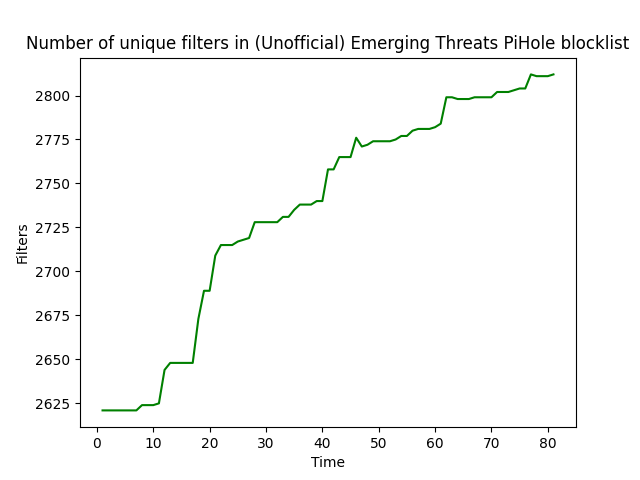 Number of unique filters in (Unofficial) Emerging Threats PiHole blocklist
2800
2775
2750
2725
2700
2675
2650
2625
Filters
0 10 20 30 40 50 60 70 80
Time